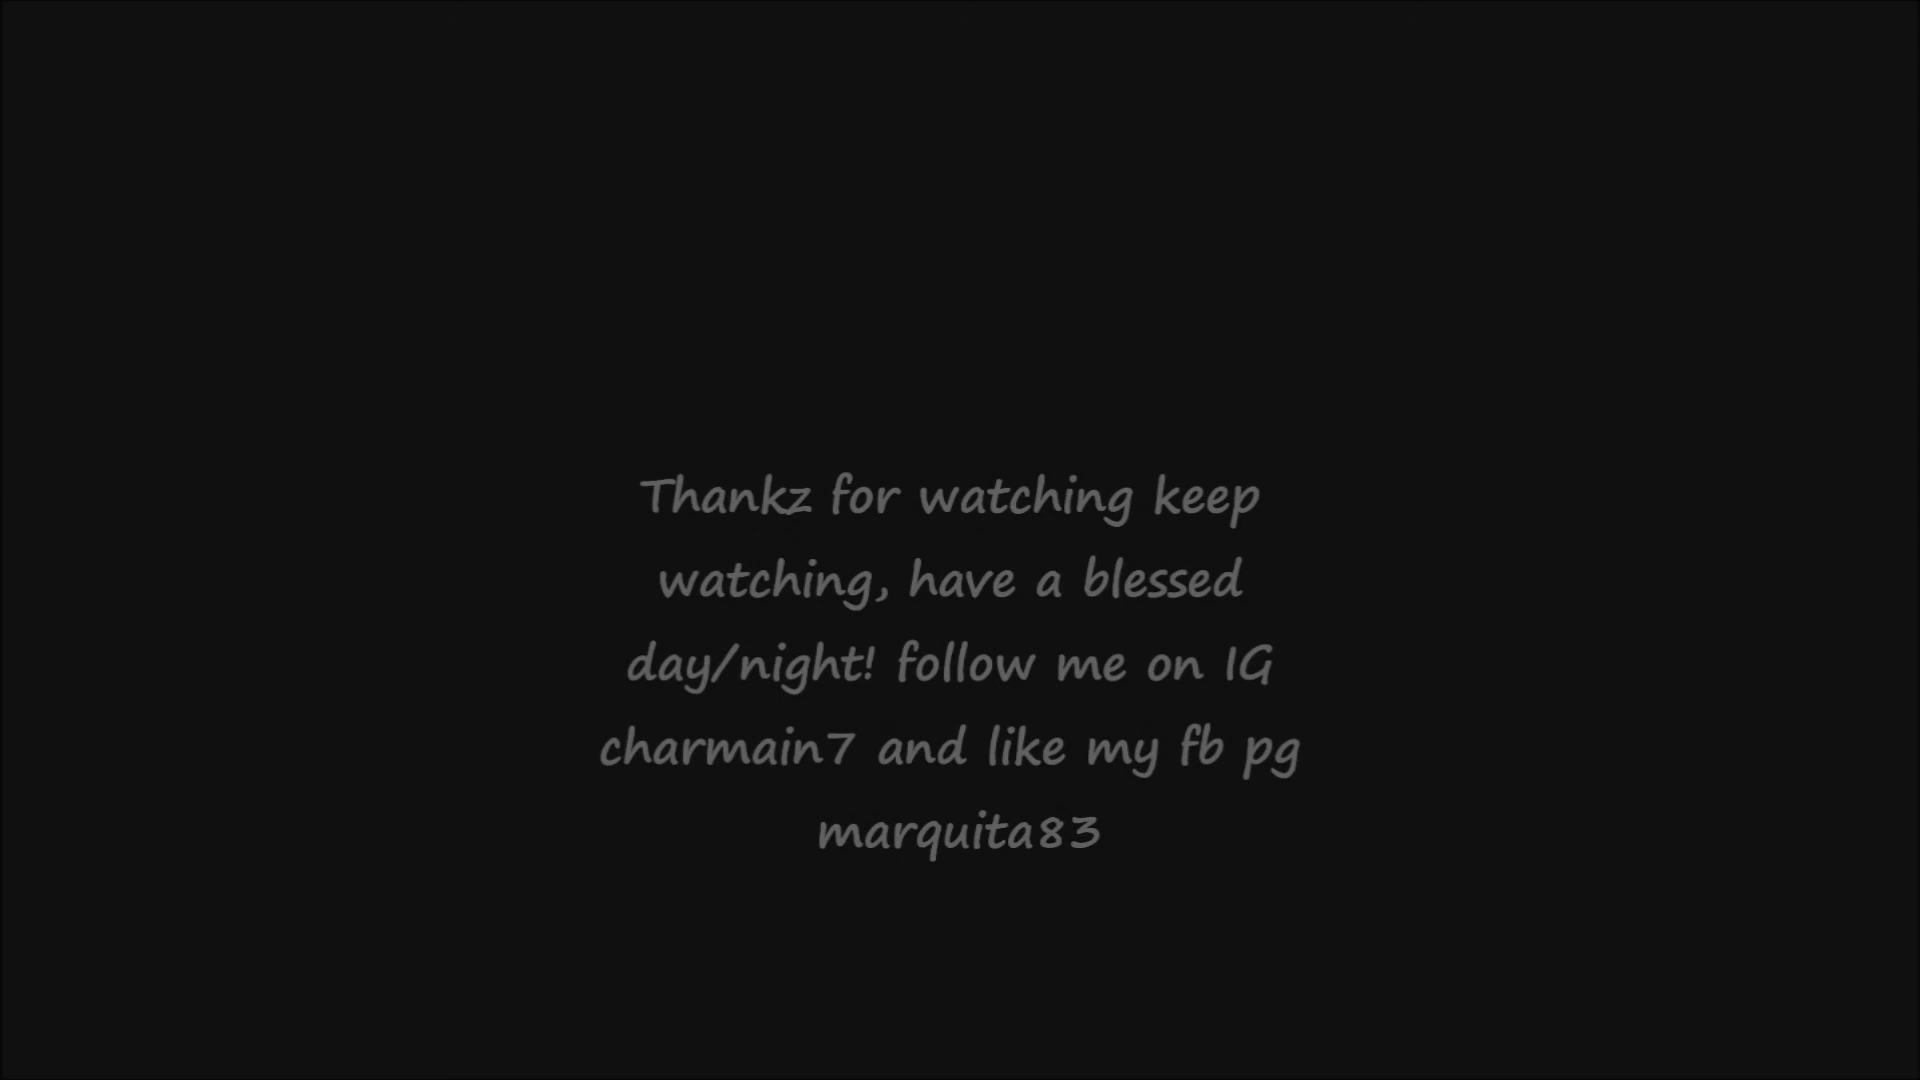 Thankz for watching keep
watching, have a blessed
day/night! follow me on IG
charmain7 and like my fb pg
marquita83